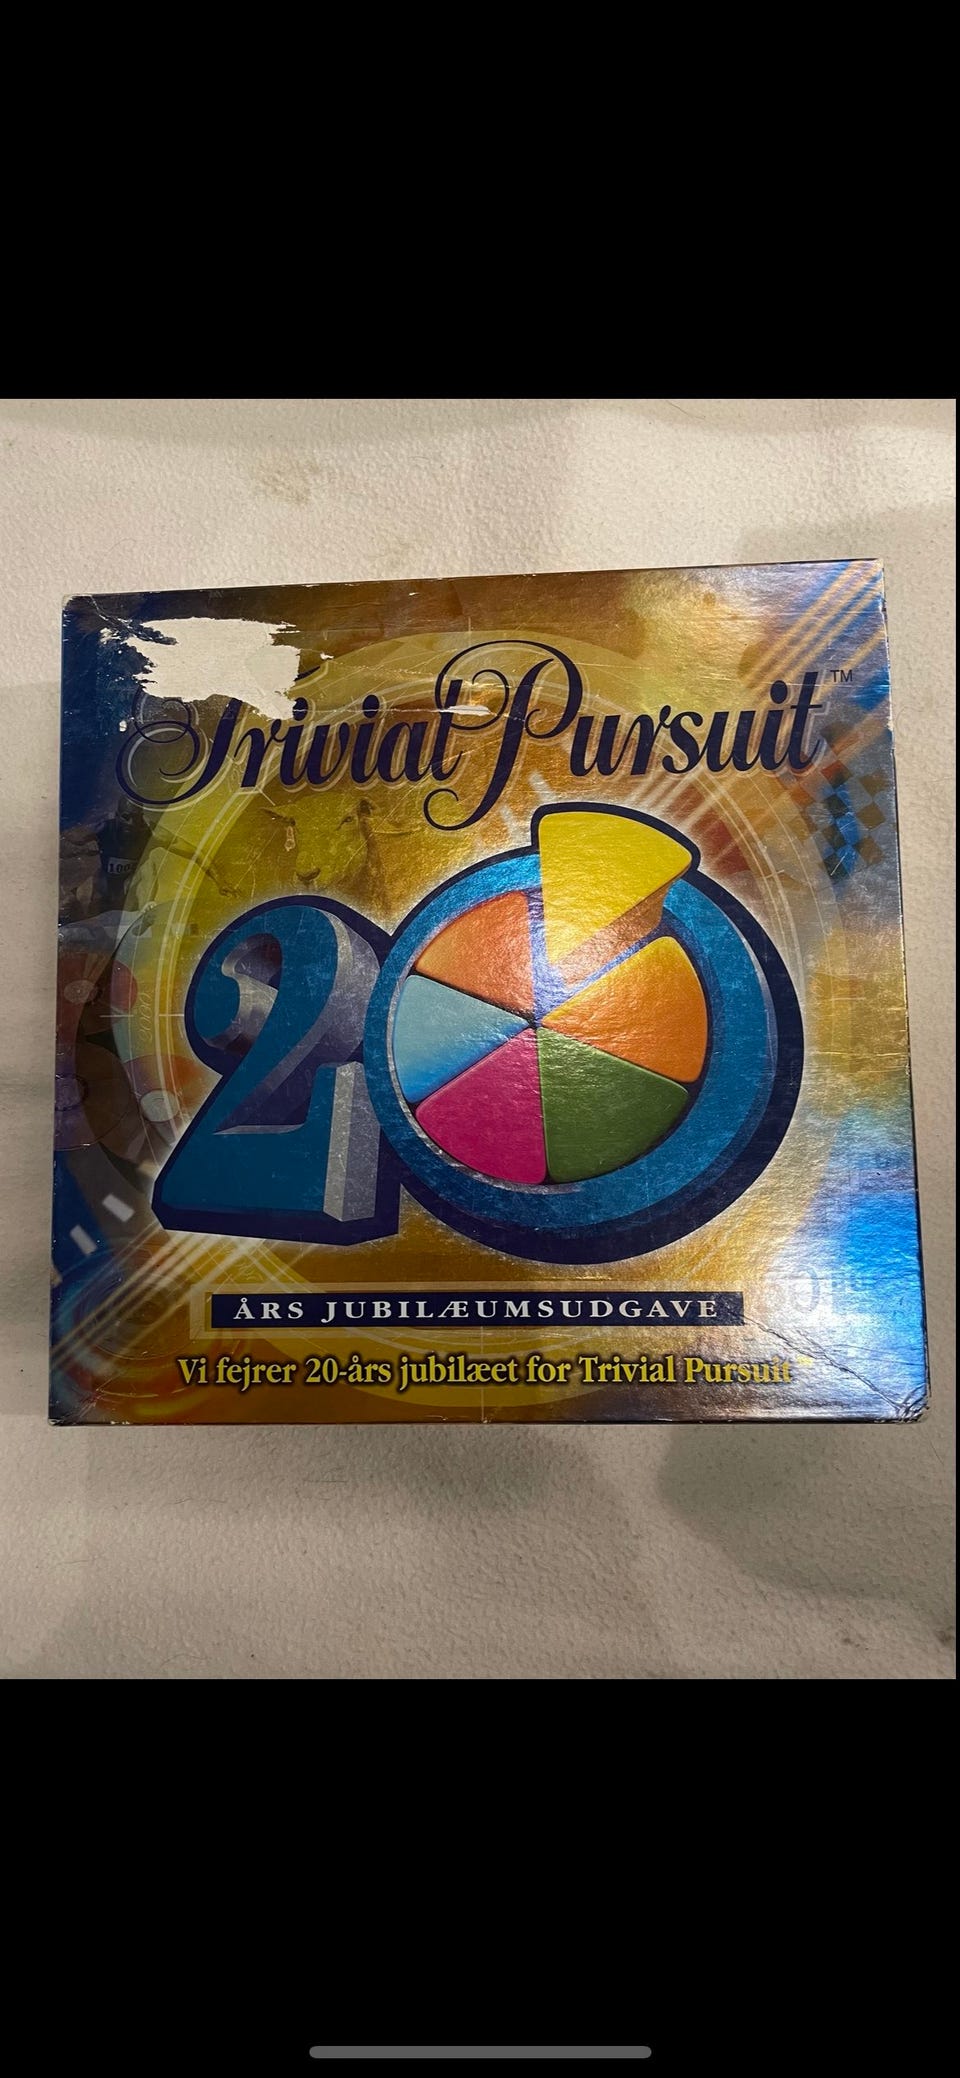 Trivial Pursuit™
20
ÅRS JUBILÆUMSUDGAVE
Vi fejrer 20-års jubilæet for Trivial Pursuit™